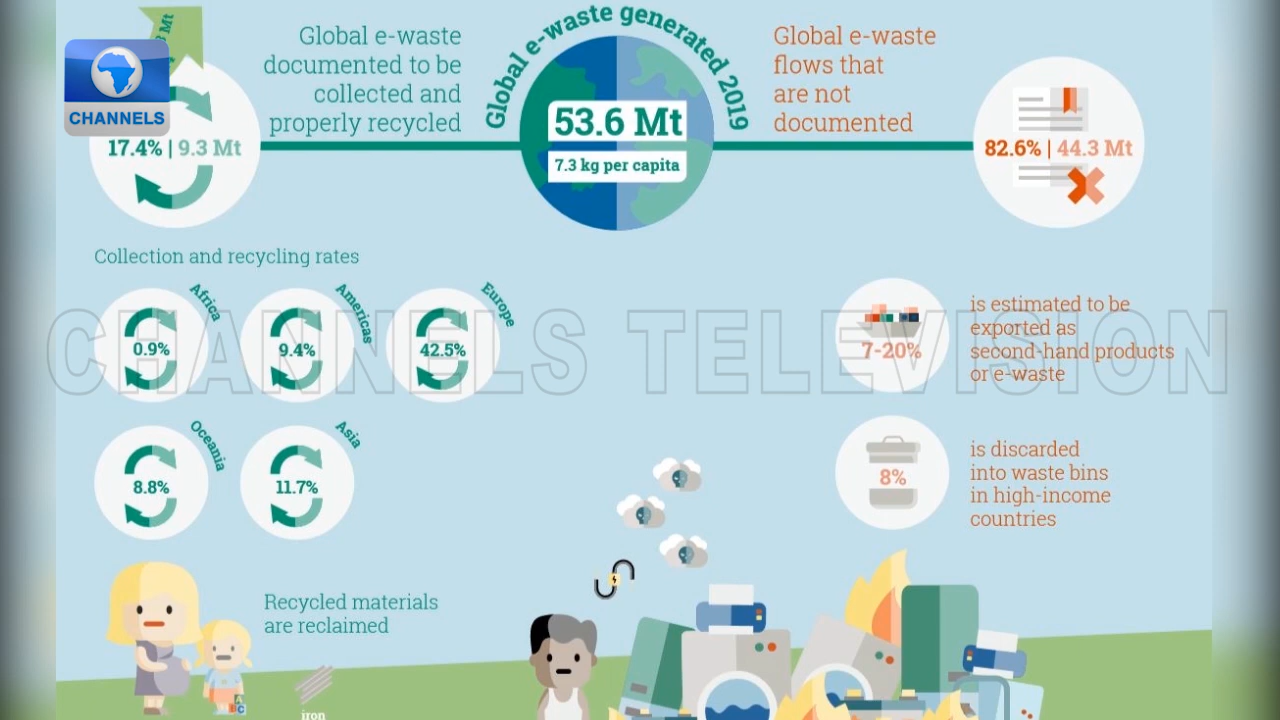 CHANNELS
Mt
Global e-waste
documented to be
collected and
properly recycled
17.4% | 9.3 Mt
Global e-waste generated 2019
53.6 Mt
7.3 kg per capita
Global e-waste
flows that
are not
documented
82.6% | 44.3 Mt
Collection and recycling rates
Africa
0.9%
Americas
9.4%
Europe
42.5%
Oceania
8.8%
Asia
11.7%
CHANNELS TELEVISION
7-20%
is estimated to be
exported as
second-hand products
or e-waste
8%
is discarded
into waste bins
in high-income
countries
Recycled materials
are reclaimed
iron
A
B C